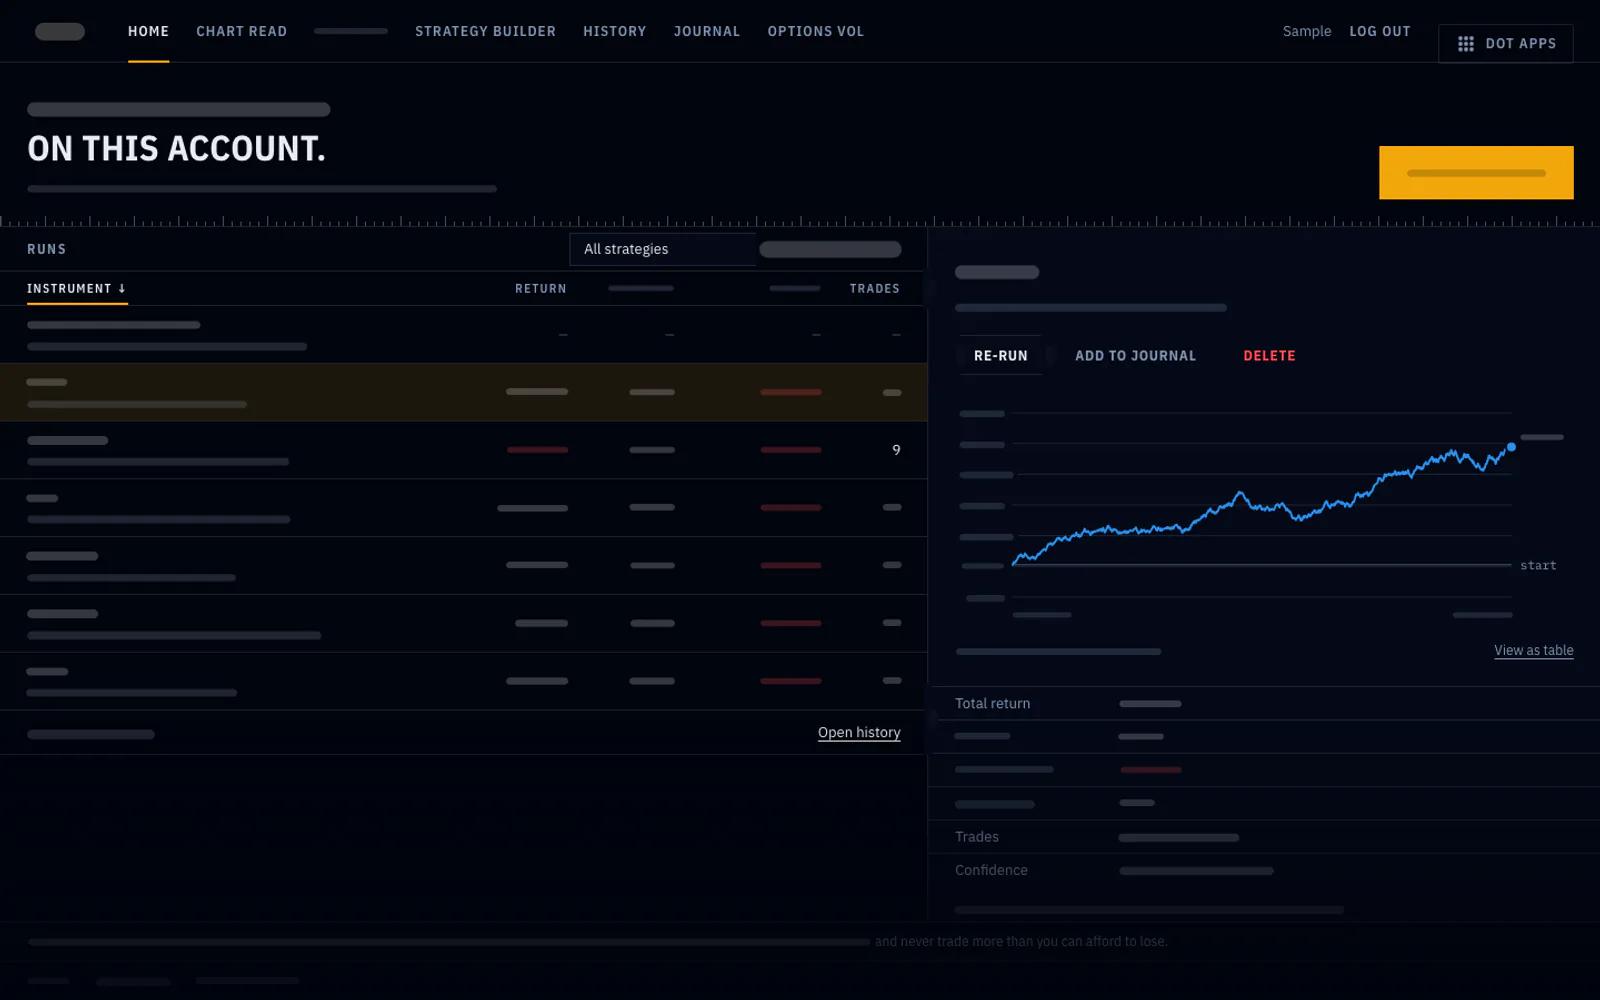 HOME CHART READ STRATEGY BUILDER HISTORY JOURNAL OPTIONS VOL Sample LOG OUT DOT APPS
ON THIS ACCOUNT.
RUNS All strategies
INSTRUMENT ↓ RETURN TRADES
RE-RUN ADD TO JOURNAL DELETE
9
start
View as table
Total return
Open history
Trades
Confidence
and never trade more than you can afford to lose.